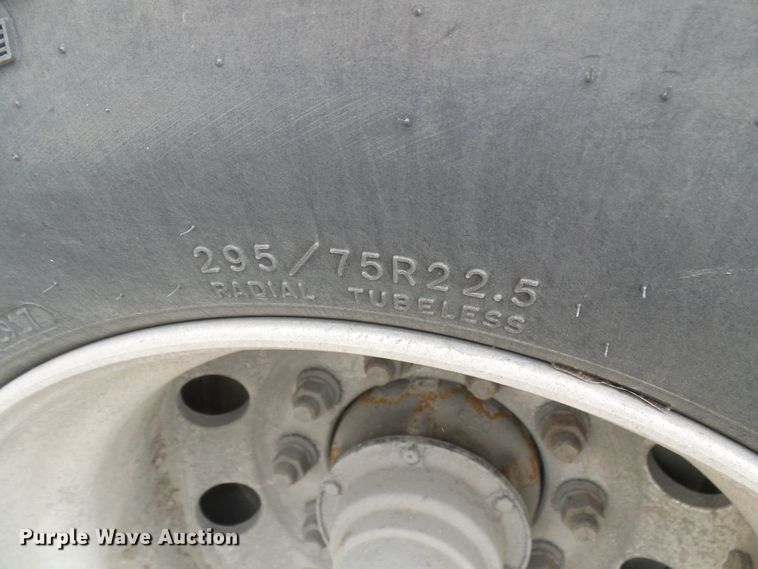 295/75R22.5
RADIAL TUBELESS
Purple Wave Auction